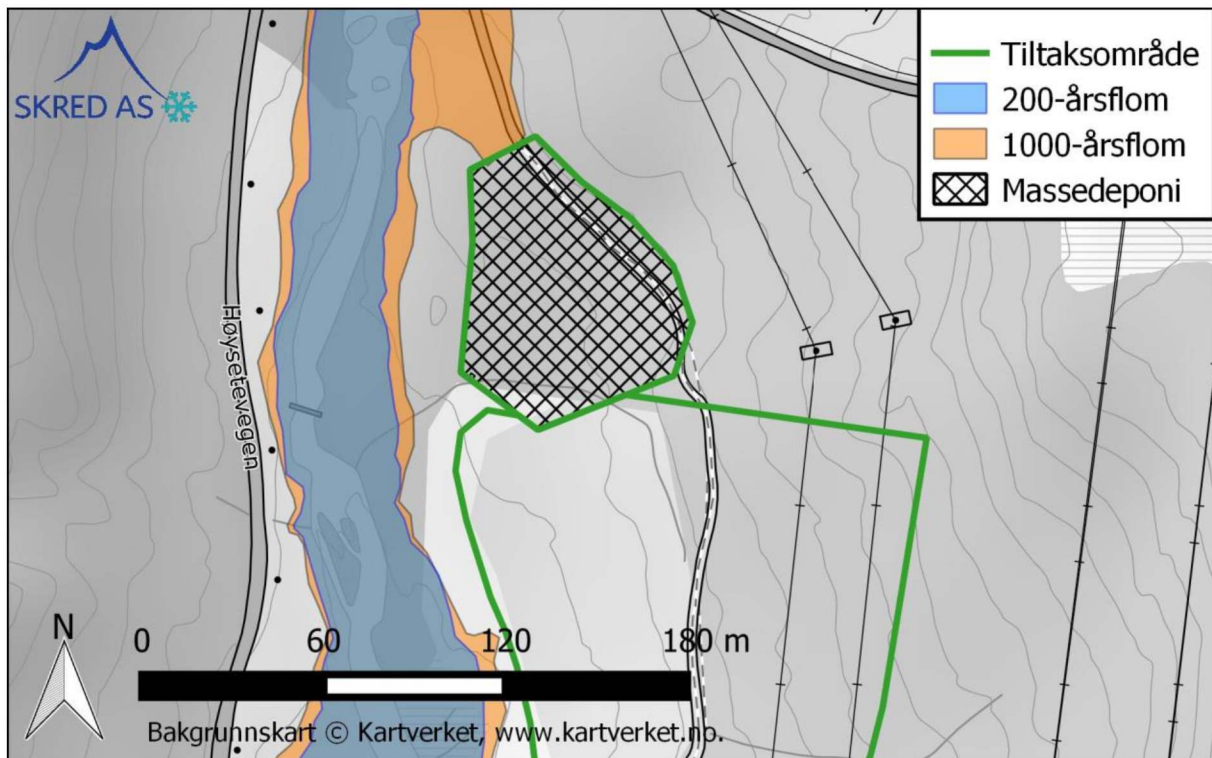 SKRED AS
Tiltaksområde
200-årsflom
1000-årsflom
Massedeponi
Høysetevegen
N
0 60 120 180 m
Bakgrunnskart © Kartverket, www.kartverket.no.